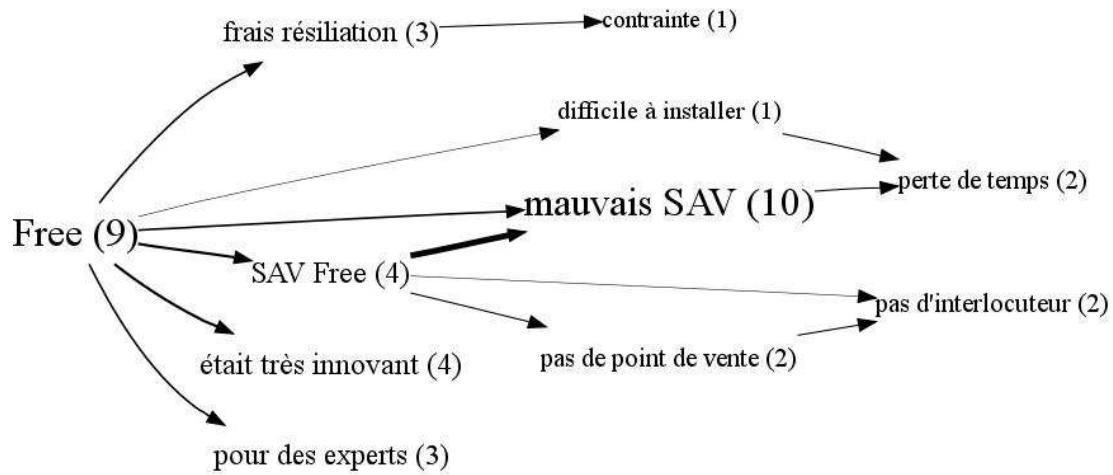 frais résiliation (3)
contrainte (1)
difficile à installer (1)
perte de temps (2)
mauvais SAV (10)
Free (9)
SAV Free (4)
pas d'interlocuteur (2)
pas de point de vente (2)
était très innovant (4)
pour des experts (3)